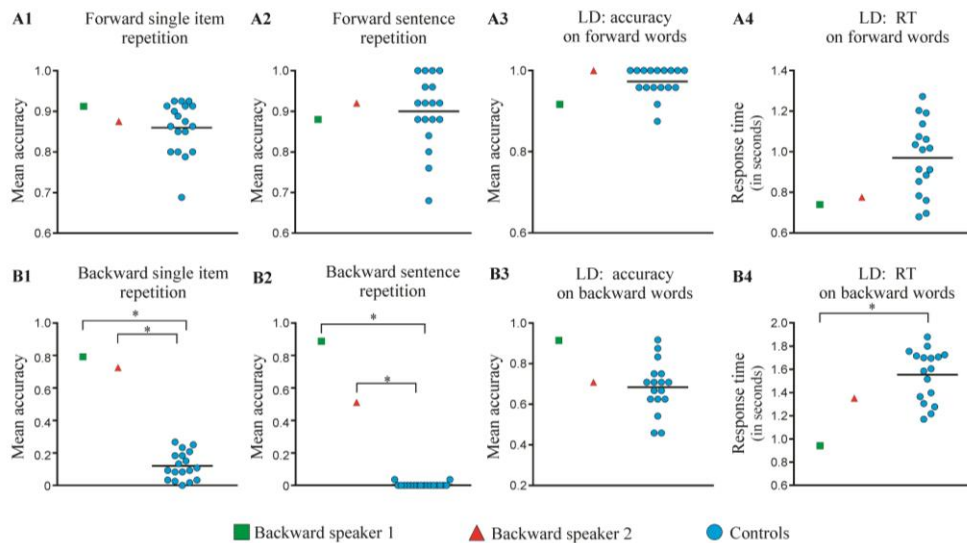 A1
Forward single item
repetition
A2
Forward sentence
repetition
A3
LD: accuracy
on forward words
A4
LD: RT
on forward words
Mean accuracy
1.0
0.9
0.8
0.7
0.6
Mean accuracy
1.0
0.9
0.8
0.7
0.6
Mean accuracy
1.0
0.9
0.8
0.7
0.6
Response time
(in seconds)
1.4
1.2
1.0
0.8
0.6
B1
Backward single item
repetition
B2
Backward sentence
repetition
B3
LD: accuracy
on backward words
B4
LD: RT
on backward words
Mean accuracy
1.0
0.8
0.6
0.4
0.2
0
*
*
Mean accuracy
1.0
0.8
0.6
0.4
0.2
0
*
*
Mean accuracy
1.0
0.8
0.6
0.4
0.2
Response time
(in seconds)
2.0
1.8
1.6
1.4
1.2
1.0
0.8
0.6
*
Backward speaker 1
Backward speaker 2
Controls